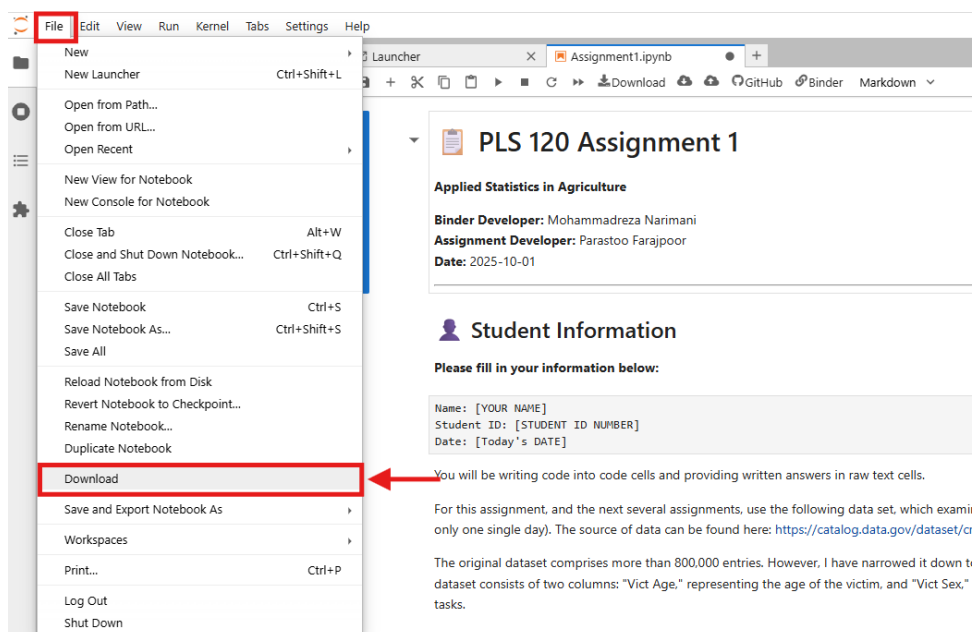 File Edit View Run Kernel Tabs Settings Help
New
New Launcher Ctrl+Shift+L
Open from Path...
Open from URL...
Open Recent
New View for Notebook
New Console for Notebook
Close Tab Alt+W
Close and Shut Down Notebook... Ctrl+Shift+Q
Close All Tabs
Save Notebook Ctrl+S
Save Notebook As... Ctrl+Shift+S
Save All
Reload Notebook from Disk
Revert Notebook to Checkpoint...
Rename Notebook...
Duplicate Notebook
Download
Save and Export Notebook As
Workspaces
Print... Ctrl+P
Log Out
Shut Down
Launcher Assignment1.ipynb
Download GitHub Binder Markdown
PLS 120 Assignment 1
Applied Statistics in Agriculture
Binder Developer: Mohammadreza Narimani
Assignment Developer: Parastoo Farajpoor
Date: 2025-10-01
Student Information
Please fill in your information below:
Name: [YOUR NAME]
Student ID: [STUDENT ID NUMBER]
Date: [Today's DATE]
You will be writing code into code cells and providing written answers in raw text cells.
For this assignment, and the next several assignments, use the following data set, which
only one single day). The source of data can be found here: https://catalog.data.gov/dataset/
The original dataset comprises more than 800,000 entries. However, I have narrowed it down
dataset consists of two columns: "Vict Age," representing the age of the victim, and "Vict Sex,"
tasks.